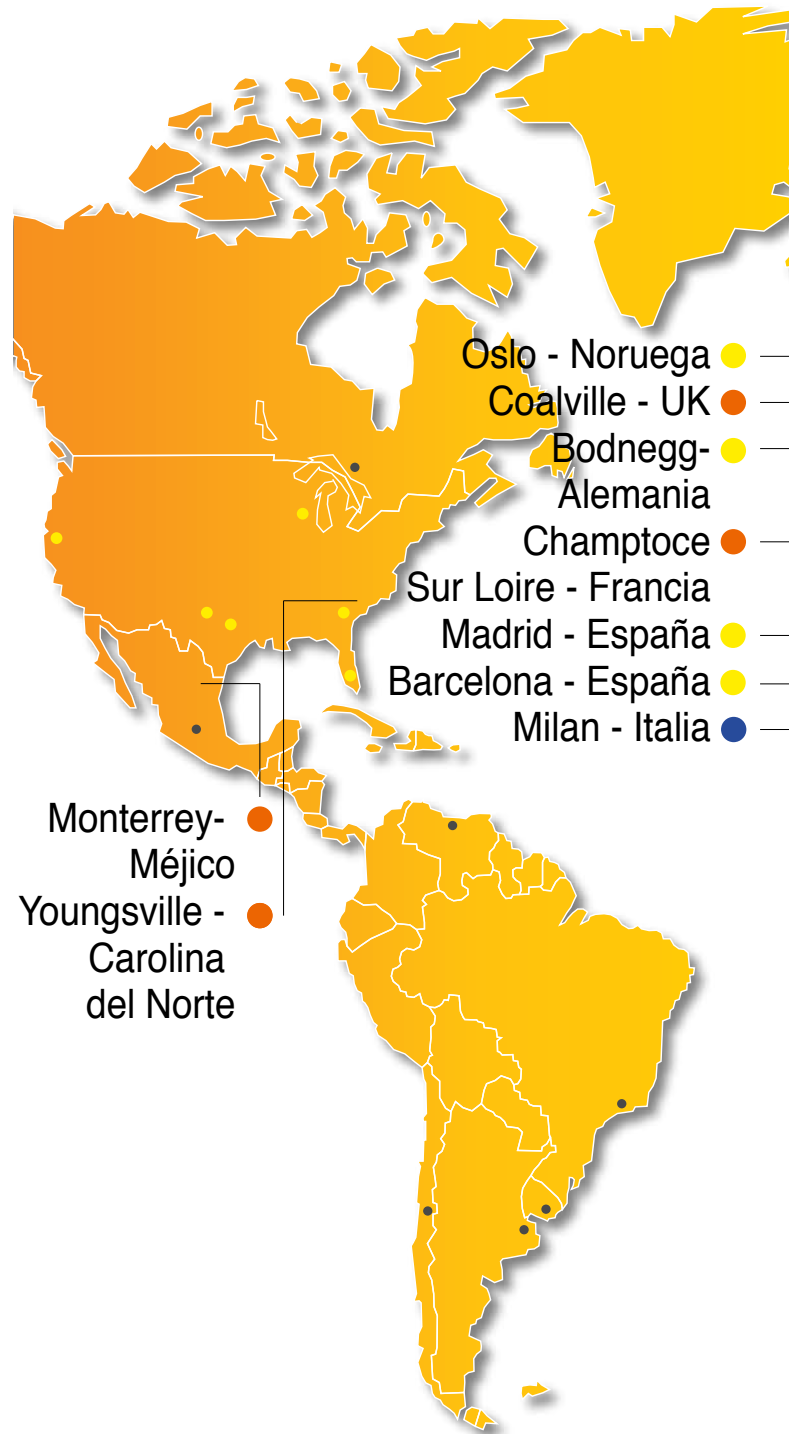 Oslo - Noruega
Coalville - UK
Bodnegg-
Alemania
Champtoce
Sur Loire - Francia
Madrid - España
Barcelona - España
Milan - Italia
Monterrey-
Méjico
Youngsville -
Carolina
del Norte